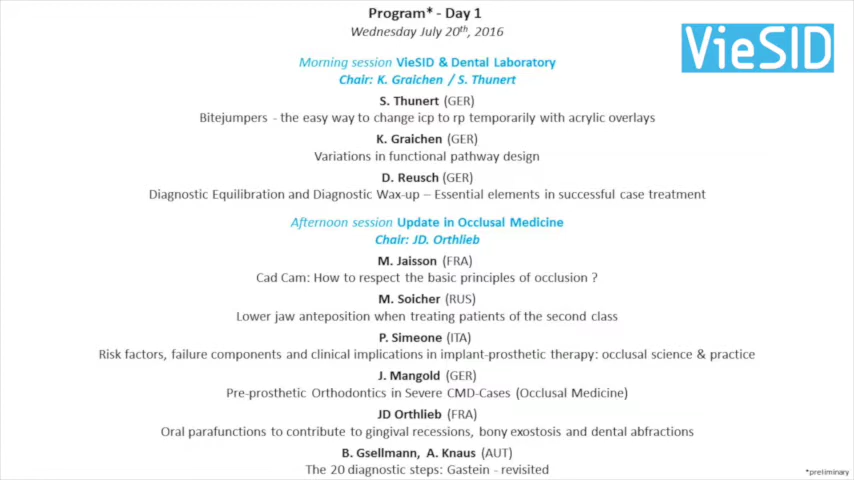 Program* - Day 1
Wednesday July 20th, 2016
VieSID
Morning session VieSID & Dental Laboratory
Chair: K. Graichen / S. Thunert
S. Thunert (GER)
Bitejumpers - the easy way to change icp to rp temporarily with acrylic overlays
K. Graichen (GER)
Variations in functional pathway design
D. Reusch (GER)
Diagnostic Equilibration and Diagnostic Wax-up – Essential elements in successful case treatment
Afternoon session Update in Occlusal Medicine
Chair: JD. Orthlieb
M. Jaisson (FRA)
Cad Cam: How to respect the basic principles of occlusion ?
M. Soicher (RUS)
Lower jaw anteposition when treating patients of the second class
P. Simeone (ITA)
Risk factors, failure components and clinical implications in implant-prosthetic therapy: occlusal science & practice
J. Mangold (GER)
Pre-prosthetic Orthodontics in Severe CMD-Cases (Occlusal Medicine)
JD Orthlieb (FRA)
Oral parafunctions to contribute to gingival recessions, bony exostosis and dental abfractions
B. Gsellmann, A. Knaus (AUT)
The 20 diagnostic steps: Gastein - revisited
*preliminary